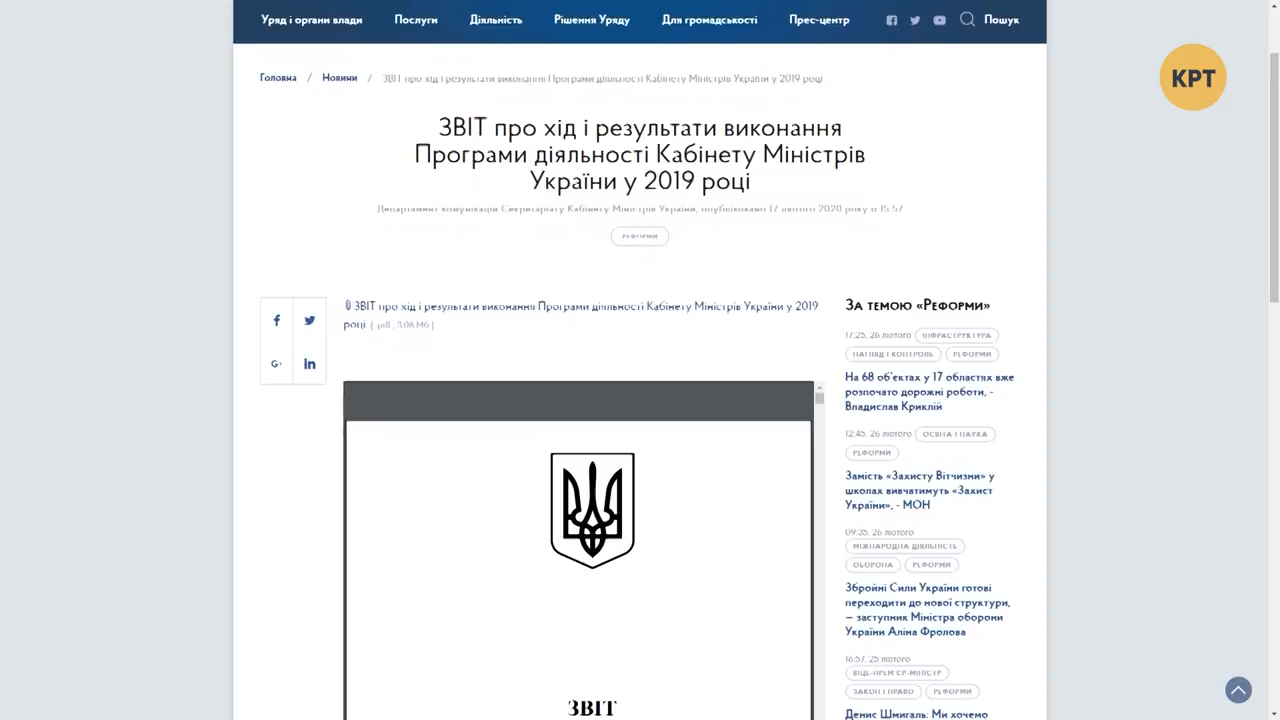 Уряд і органи влади Послуги Діяльність Рішення Уряду Для громадськості Прес-центр Пошук
КРТ
Головна / Новини / ЗВІТ про хід і результати виконання Програми діяльності Кабінету Міністрів України у 2019 році
ЗВІТ про хід і результати виконання
Програми діяльності Кабінету Міністрів
України у 2019 році
Департамент комунікацій Секретаріату Кабінету Міністрів України, опубліковано 17 лютого 2020 року о 15:57
РЕФОРМИ
ЗВІТ про хід і результати виконання Програми діяльності Кабінету Міністрів України у 2019
році ( .pdf , 3.06 Мб )
ЗВІТ
За темою «Реформи»
17:25, 26 лютого ІНФРАСТРУКТУРА
НАГЛЯД І КОНТРОЛЬ РЕФОРМИ
На 68 об'єктах у 17 областях вже
розпочато дорожні роботи, -
Владислав Криклій
12:45, 26 лютого ОСВІТА І НАУКА
РЕФОРМИ
Замість «Захисту Вітчизни» у
школах вивчатимуть «Захист
України», - МОН
09:35, 26 лютого
МІЖНАРОДНА ДІЯЛЬНІСТЬ
ОБОРОНА РЕФОРМИ
Збройні Сили України готові
переходити до нової структури,
– заступник Міністра оборони
України Аліна Фролова
16:57, 25 лютого
ВІЦЕ-ПРЕМ'ЄР-МІНІСТР
ЗАКОН І ПРАВО РЕФОРМИ
Денис Шмигаль: Ми хочемо